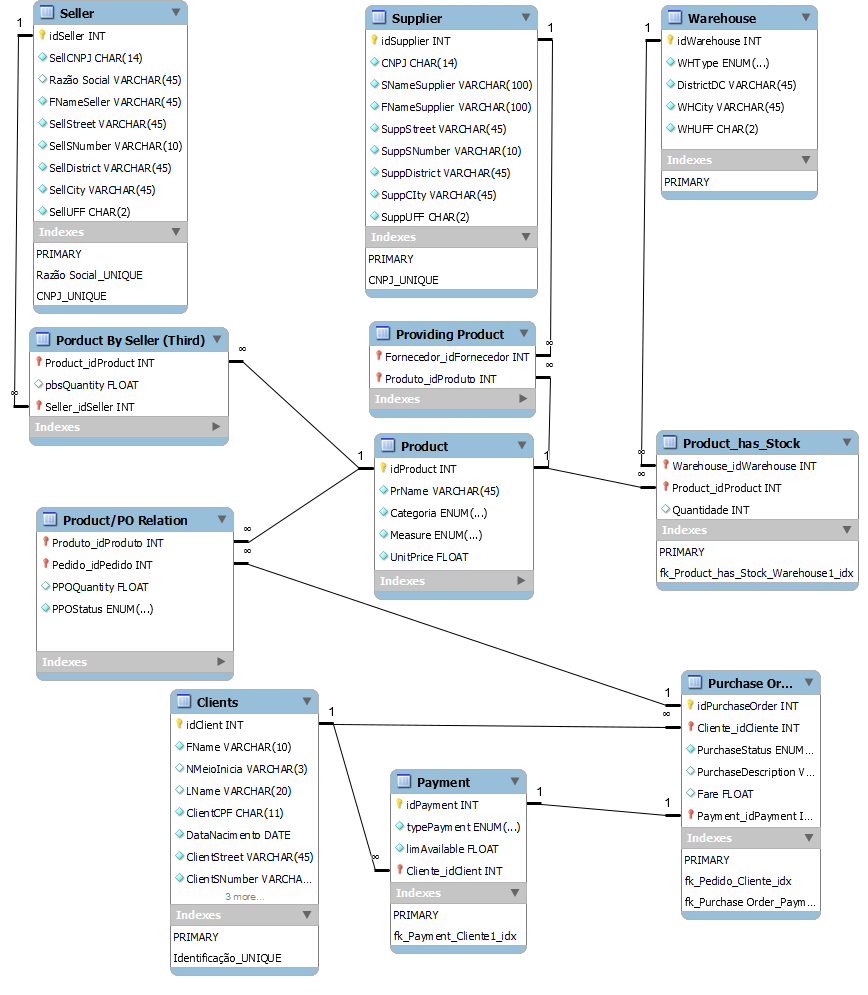 Seller
idSeller INT
SellCNPJ CHAR(14)
Razão Social VARCHAR(45)
FNameSeller VARCHAR(45)
SellStreet VARCHAR(45)
SellSNumber VARCHAR(10)
SellDistrict VARCHAR(45)
SellCity VARCHAR(45)
SellUFF CHAR(2)
Indexes
PRIMARY
Razão Social_UNIQUE
CNPJ_UNIQUE
1
∞
Supplier
idSupplier INT
CNPJ CHAR(14)
SNameSupplier VARCHAR(100)
FNameSupplier VARCHAR(100)
SuppStreet VARCHAR(45)
SuppSNumber VARCHAR(10)
SuppDistrict VARCHAR(45)
SuppCIty VARCHAR(45)
SuppUFF CHAR(2)
Indexes
PRIMARY
CNPJ_UNIQUE
1
∞
Warehouse
idWarehouse INT
WHType ENUM(...)
DistrictDC VARCHAR(45)
WHCity VARCHAR(45)
WHUFF CHAR(2)
Indexes
PRIMARY
1
∞
Porduct By Seller (Third)
Product_idProduct INT
pbsQuantity FLOAT
Seller_idSeller INT
Indexes
∞
1
Providing Product
Fornecedor_idFornecedor INT
Produto_idProduto INT
Indexes
∞
1
Product
idProduct INT
PrName VARCHAR(45)
Categoria ENUM(...)
Measure ENUM(...)
UnitPrice FLOAT
Indexes
Product_has_Stock
Warehouse_idWarehouse INT
Product_idProduct INT
Quantidade INT
Indexes
PRIMARY
fk_Product_has_Stock_Warehouse1_idx
∞
Product/PO Relation
Produto_idProduto INT
Pedido_idPedido INT
PPOQuantity FLOAT
PPOStatus ENUM(...)
Indexes
∞
∞
1
Clients
idClient INT
FName VARCHAR(10)
NMeioInicia VARCHAR(3)
LName VARCHAR(20)
ClientCPF CHAR(11)
DataNacimento DATE
ClientStreet VARCHAR(45)
ClientSNumber VARCHA...
3 more...
Indexes
PRIMARY
Identificação_UNIQUE
1
∞
∞
Payment
idPayment INT
typePayment ENUM(...)
limAvailable FLOAT
Cliente_idClient INT
Indexes
PRIMARY
fk_Payment_Cliente1_idx
1
1
Purchase Or...
idPurchaseOrder INT
Cliente_idCliente INT
PurchaseStatus ENUM...
PurchaseDescription V...
Fare FLOAT
Payment_idPayment I...
Indexes
PRIMARY
fk_Pedido_Cliente_idx
fk_Purchase Order_Paym...